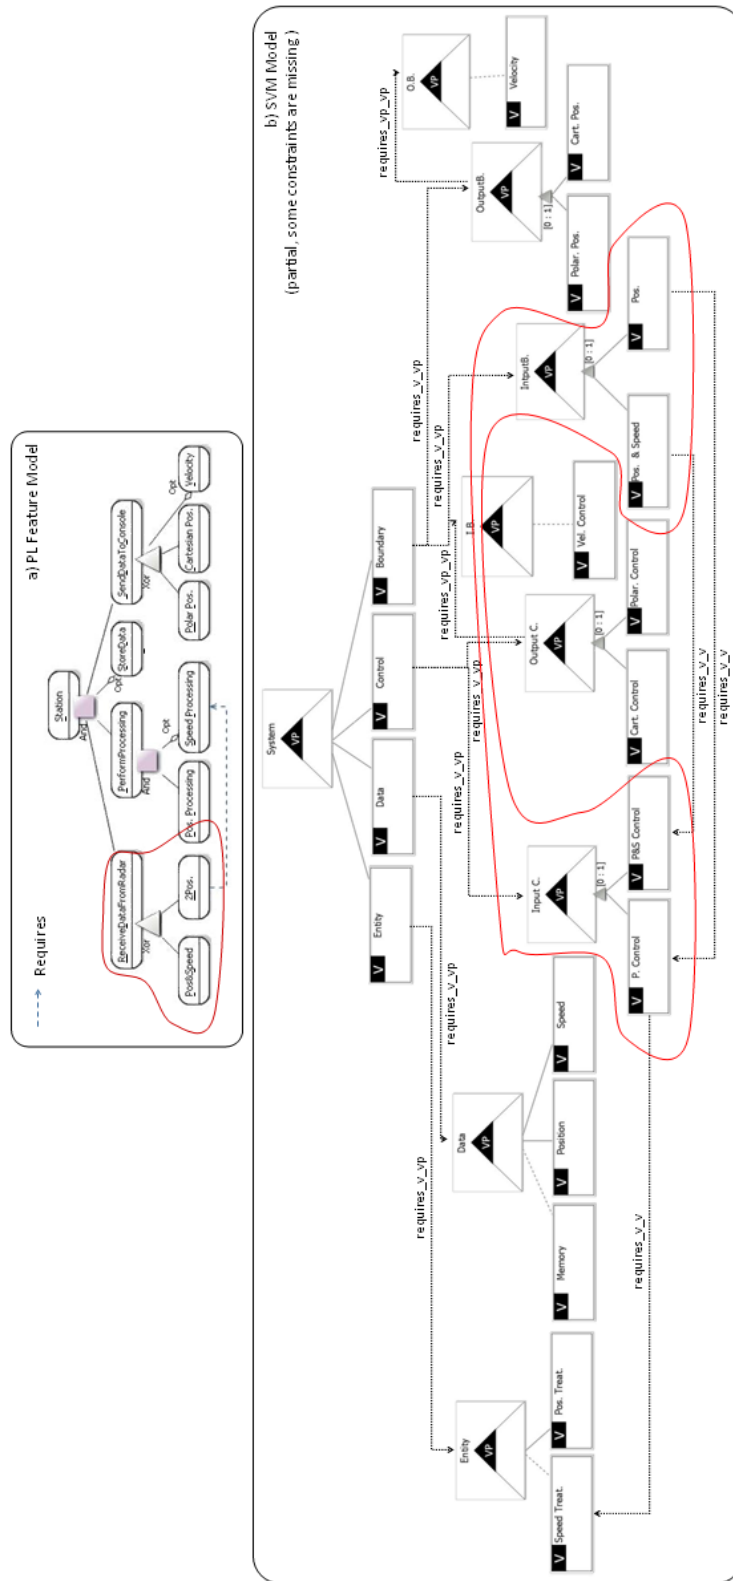 a) PL Feature Model
Requires
Station
And
ReceiveDataFromRadar
PerformProcessing
StoreData
SendDataToConsole
Xor
And
Opt
Opt
Xor
Opt
Pos&Speed
2Pos.
Pos. Processing
Speed Processing
Polar Pos.
Cartesian Pos.
Velocity
b) SVM Model
(partial, some constraints are missing )
System
VP
V
Entity
V
Data
V
Control
V
Boundary
requires_v_vp
requires_v_vp
requires_v_vp
requires_v_vp
requires_v_vp
requires_v_vp
requires_vp_vp
requires_vp_vp
Entity
VP
Data
VP
Input C.
VP
[0 : 1]
Output C.
VP
[0 : 1]
I.B
VP
IntputB.
VP
[0 : 1]
OutputB.
VP
[0 : 1]
O.B.
VP
V
Speed Treat.
V
Pos. Treat.
V
Memory
V
Position
V
Speed
V
P. Control
V
P&S Control
V
Cart. Control
V
Polar. Control
V
Vel. Control
V
Pos. & Speed
V
Pos.
V
Polar. Pos.
V
Cart. Pos.
V
Velocity
requires_v_v
requires_v_v
requires_v_v